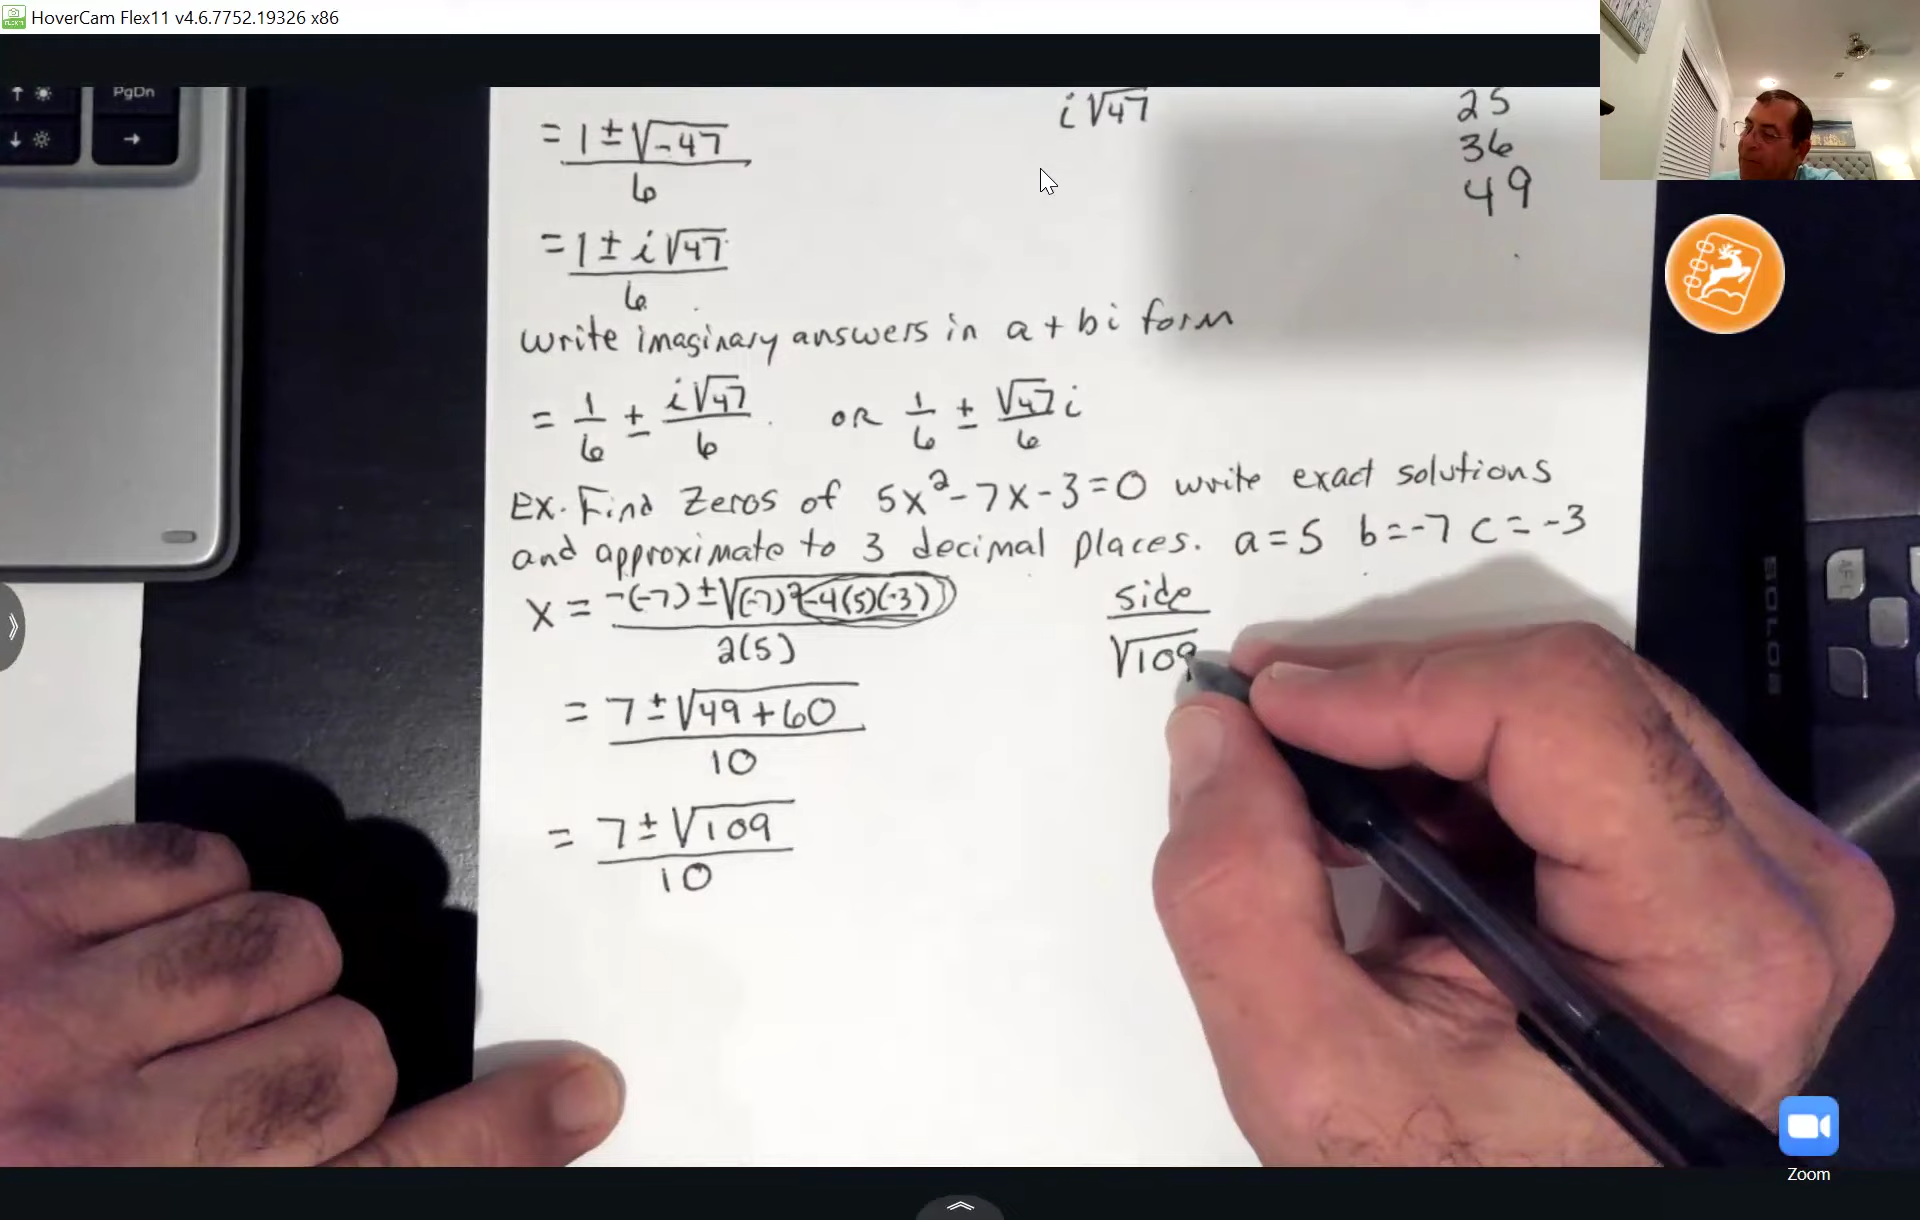 HoverCam Flex11 v4.6.7752.19326 x86
PgDn
= 1 ± √-47 / 6
i√47
25
36
49
= 1 ± i√47 / 6
write imaginary answers in a + bi form
= 1/6 ± i√47/6 OR 1/6 ± √47/6 i
Ex. Find Zeros of 5x² - 7x - 3 = 0 write exact solutions
and approximate to 3 decimal places. a = 5 b = -7 c = -3
x = -(-7) ± √(-7)² - 4(5)(-3) / 2(5)
side
√109
= 7 ± √49 + 60 / 10
= 7 ± √109 / 10
SOLOS
Zoom